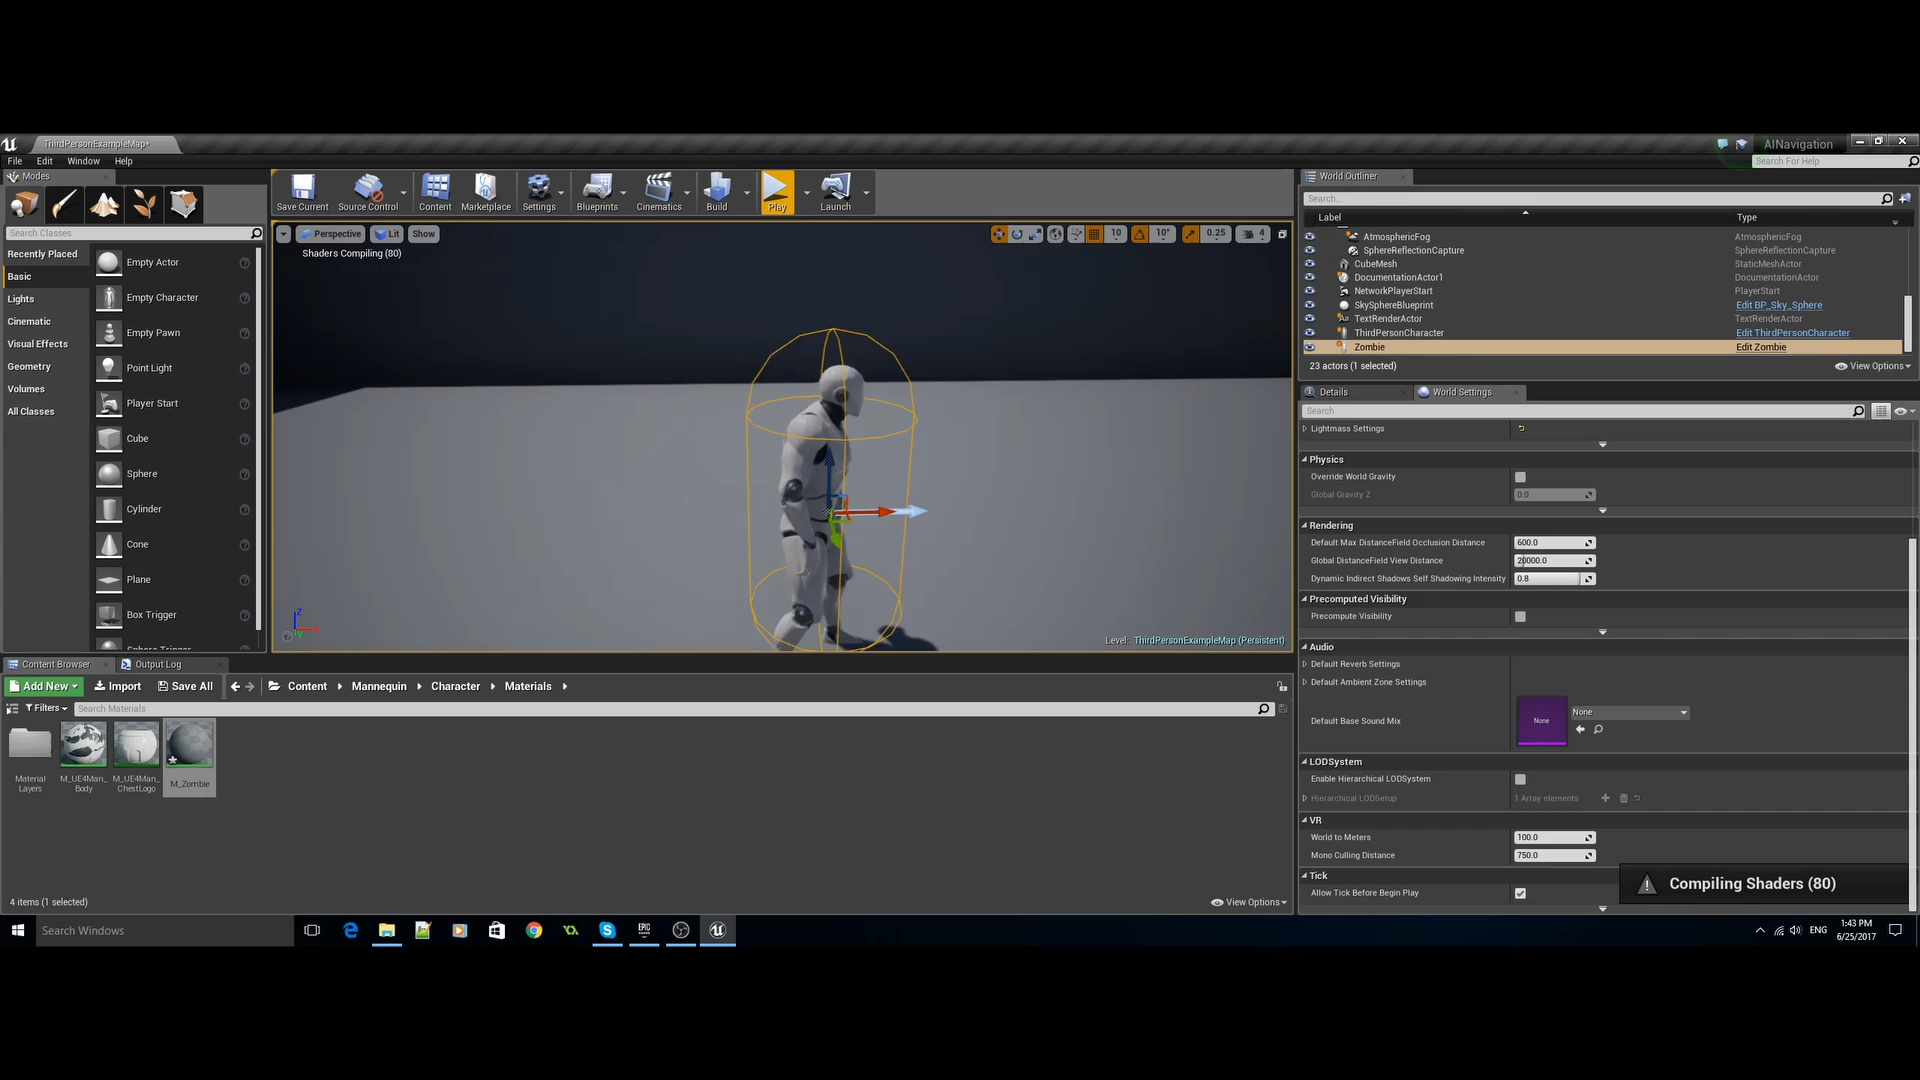 ThirdPersonExampleMap*
AINavigation
File Edit Window Help
Search For Help
Modes
Search Classes
Recently Placed
Basic
Lights
Cinematic
Visual Effects
Geometry
Volumes
All Classes
Empty Actor
Empty Character
Empty Pawn
Point Light
Player Start
Cube
Sphere
Cylinder
Cone
Plane
Box Trigger
Sphere Trigger
Save Current
Source Control
Content
Marketplace
Settings
Blueprints
Cinematics
Build
Play
Launch
Perspective Lit Show
10 10° 0.25 4
Shaders Compiling (80)
Level: ThirdPersonExampleMap (Persistent)
World Outliner
Search...
Label Type
AtmosphericFog AtmosphericFog
SphereReflectionCapture SphereReflectionCapture
CubeMesh StaticMeshActor
DocumentationActor1 DocumentationActor
NetworkPlayerStart PlayerStart
SkySphereBlueprint Edit BP_Sky_Sphere
TextRenderActor TextRenderActor
ThirdPersonCharacter Edit ThirdPersonCharacter
Zombie Edit Zombie
23 actors (1 selected) View Options
Details World Settings
Search
Lightmass Settings
Physics
Override World Gravity
Global Gravity Z 0.0
Rendering
Default Max DistanceField Occlusion Distance 600.0
Global DistanceField View Distance 20000.0
Dynamic Indirect Shadows Self Shadowing Intensity 0.8
Precomputed Visibility
Precompute Visibility
Audio
Default Reverb Settings
Default Ambient Zone Settings
Default Base Sound Mix None None
LODSystem
Enable Hierarchical LODSystem
Hierarchical LODSetup 1 Array elements
VR
World to Meters 100.0
Mono Culling Distance 750.0
Tick
Allow Tick Before Begin Play
Compiling Shaders (80)
Content Browser Output Log
Add New Import Save All Content Mannequin Character Materials
Filters Search Materials
Material Layers
M_UE4Man_Body
M_UE4Man_ChestLogo
M_Zombie
4 items (1 selected) View Options
Search Windows
EPIC
ENG
1:43 PM
6/25/2017